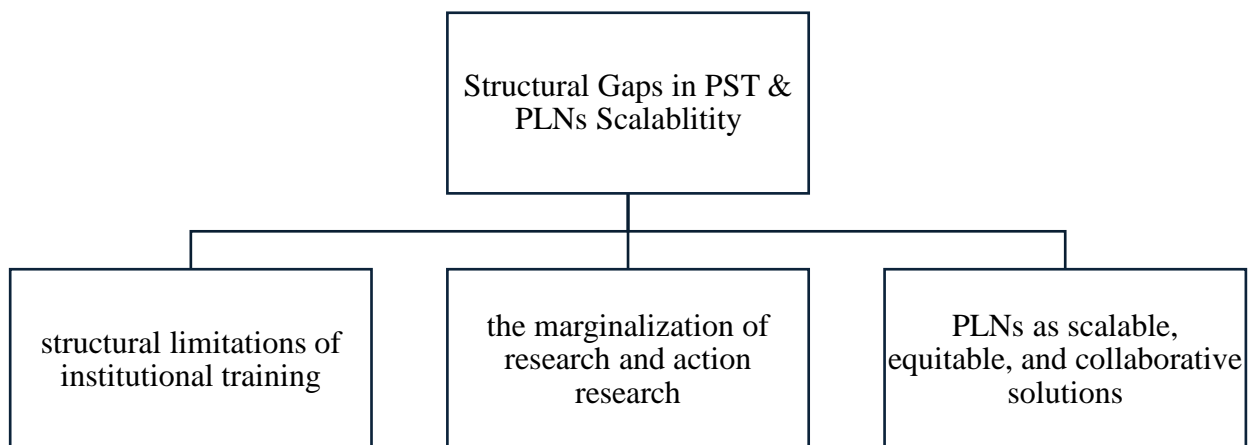 Structural Gaps in PST &
PLNs Scalablitity
structural limitations of
institutional training
the marginalization of
research and action
research
PLNs as scalable,
equitable, and collaborative
solutions